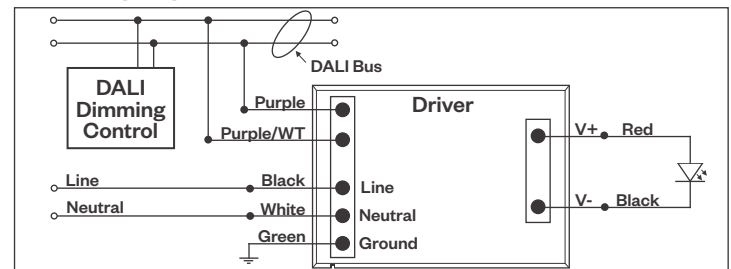 DALI Bus
DALI
Dimming
Control
Driver
Purple
Purple/WT
V+ Red
Line Black Line
V- Black
Neutral White Neutral
Green Ground